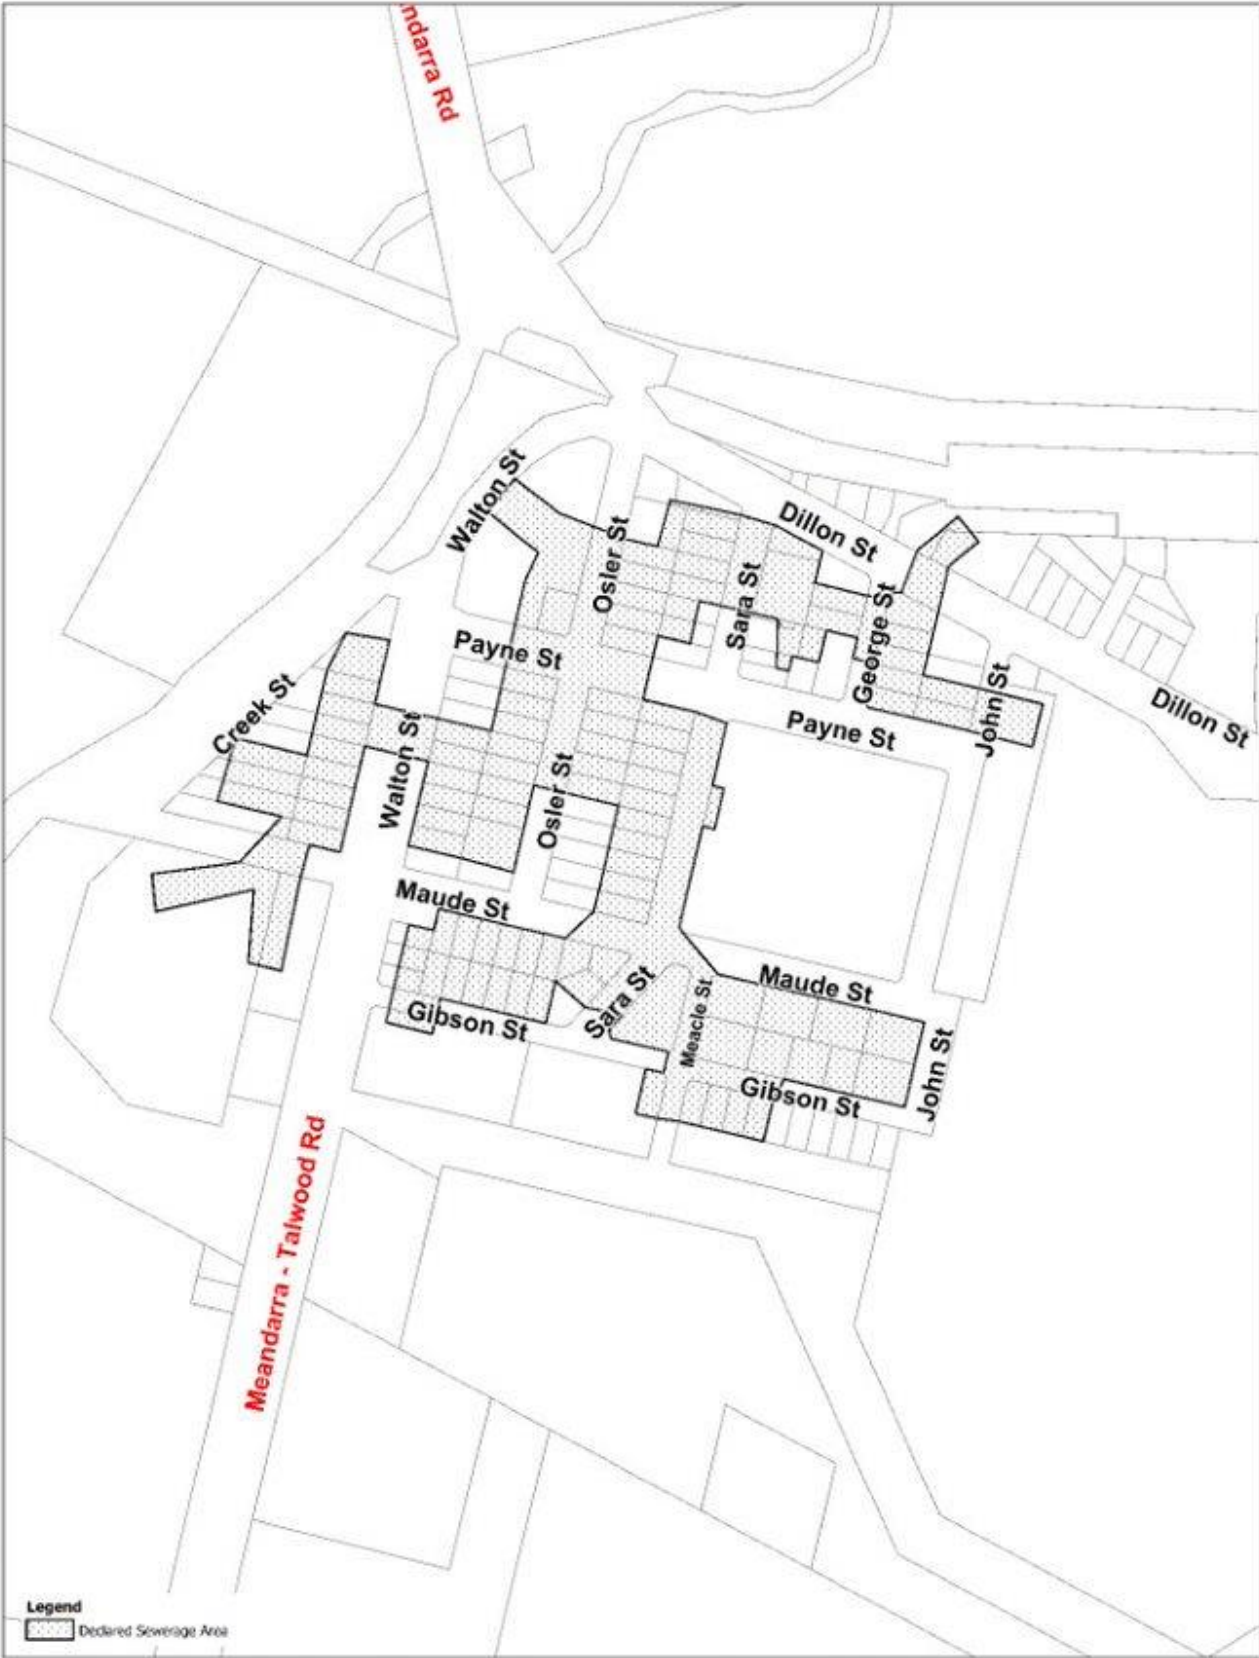 ndarra Rd
Walton St
Dillon St
Osler St
Sara St
George St
Payne St
John St
Creek St
Dillon St
Payne St
Walton St
Osler St
Maude St
Maude St
Sara St
Gibson St
Meacle St
John St
Gibson St
Meandarra - Talwood Rd
Legend
Declared Sewerage Area